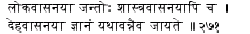 लोकवासनया जन्तोः शास्त्रवासनयापि च ।
देहवासनया ज्ञानं यथावन्नैव जायते ॥ २७१